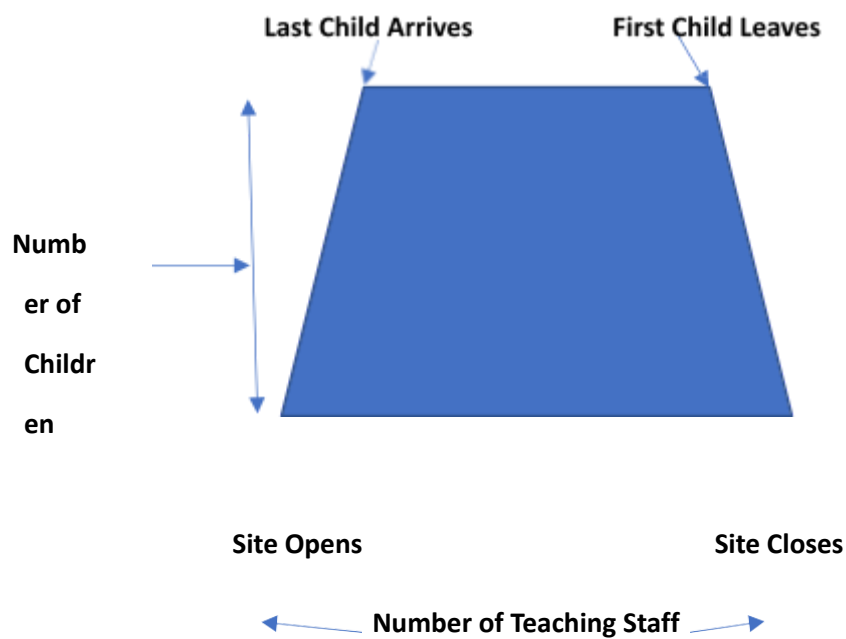 Last Child Arrives
First Child Leaves
Numb
er of
Childr
en
Site Opens
Site Closes
Number of Teaching Staff